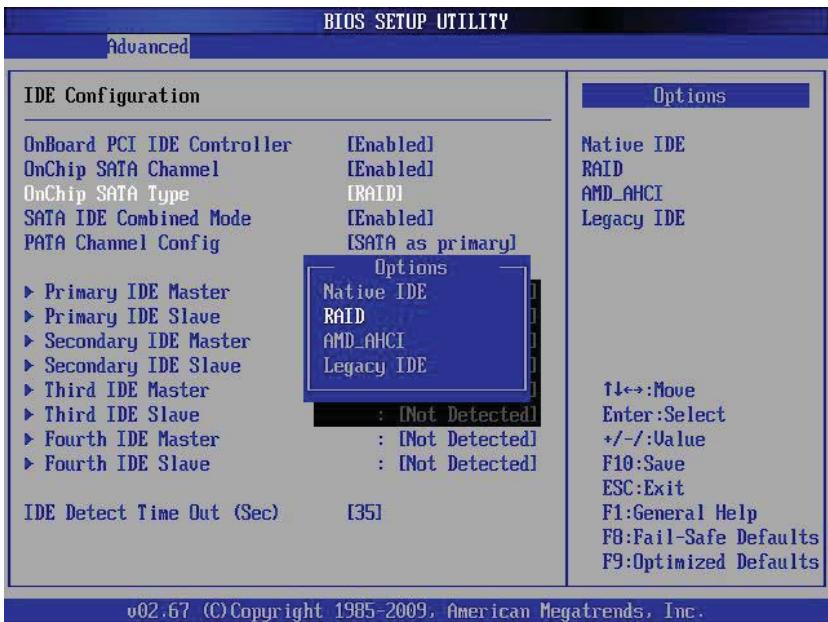 BIOS SETUP UTILITY
Advanced
IDE Configuration
OnBoard PCI IDE Controller [Enabled]
OnChip SATA Channel [Enabled]
OnChip SATA Type [RAID]
SATA IDE Combined Mode [Enabled]
PATA Channel Config [SATA as primary]
▶ Primary IDE Master
▶ Primary IDE Slave
▶ Secondary IDE Master
▶ Secondary IDE Slave
▶ Third IDE Master
▶ Third IDE Slave : [Not Detected]
▶ Fourth IDE Master : [Not Detected]
▶ Fourth IDE Slave : [Not Detected]
IDE Detect Time Out (Sec) [35]
Options
Native IDE
RAID
AMD_AHCI
Legacy IDE
Options
Native IDE
RAID
AMD_AHCI
Legacy IDE
↑↓←→:Move
Enter:Select
+/-/:Value
F10:Save
ESC:Exit
F1:General Help
F8:Fail-Safe Defaults
F9:Optimized Defaults
v02.67 (C)Copyright 1985-2009, American Megatrends, Inc.